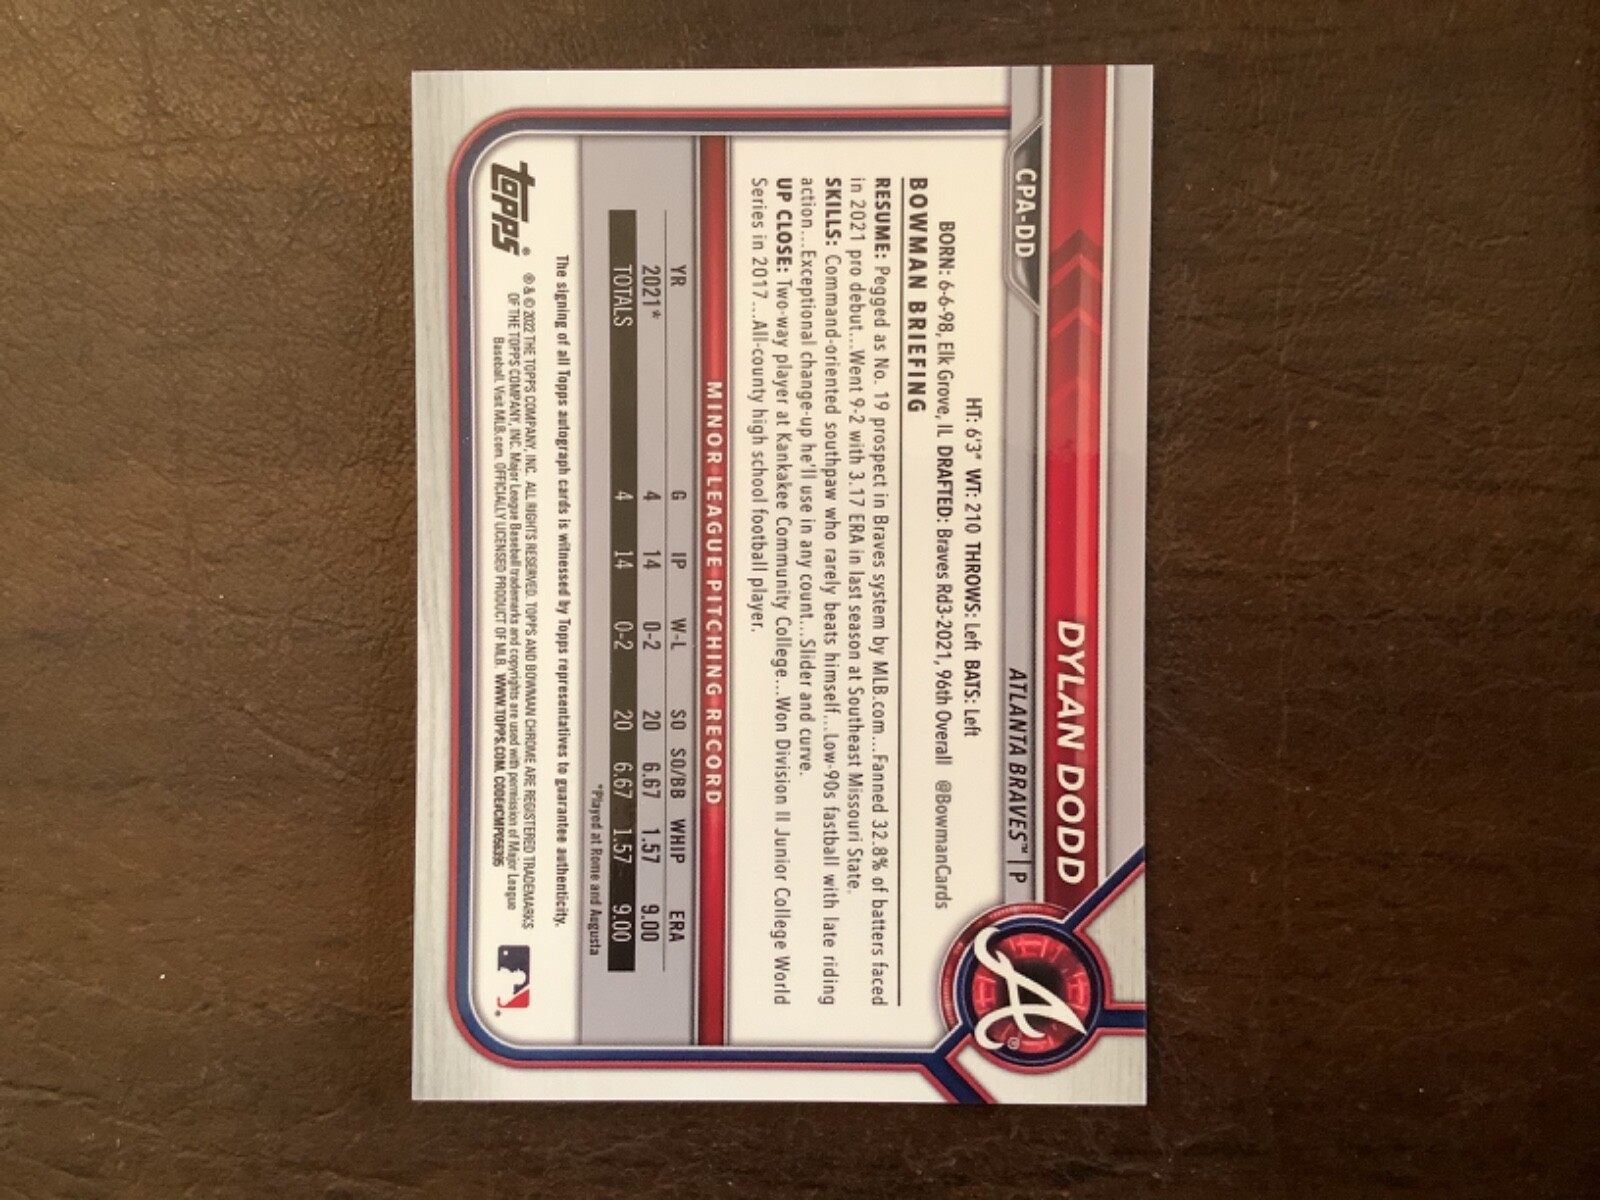 CPA-DD
DYLAN DODD
ATLANTA BRAVES™ | P
HT: 6'3" WT: 210 THROWS: Left BATS: Left
BORN: 6-6-98, Elk Grove, IL DRAFTED: Braves Rd3-2021, 96th Overall @BowmanCards
BOWMAN BRIEFING
RESUME: Pegged as No. 19 prospect in Braves system by MLB.com...Fanned 32.8% of batters faced
in 2021 pro debut...Went 9-2 with 3.17 ERA in last season at Southeast Missouri State.
SKILLS: Command-oriented southpaw who rarely beats himself...Low-90s fastball with late riding
action...Exceptional change-up he'll use in any count...Slider and curve.
UP CLOSE: Two-way player at Kankakee Community College...Won Division II Junior College World
Series in 2017...All-county high school football player.
MINOR LEAGUE PITCHING RECORD
YR G IP W-L SO SO/BB WHIP ERA
2021* 4 14 0-2 20 6.67 1.57 9.00
TOTALS 4 14 0-2 20 6.67 1.57 9.00
*Played at Rome and Augusta
The signing of all Topps autograph cards is witnessed by Topps representatives to guarantee authenticity.
topps®
® & © 2022 THE TOPPS COMPANY, INC. ALL RIGHTS RESERVED. TOPPS AND BOWMAN CHROME ARE REGISTERED TRADEMARKS
OF THE TOPPS COMPANY, INC. Major League Baseball trademarks and copyrights are used with permission of Major League
Baseball. Visit MLB.com. OFFICIALLY LICENSED PRODUCT OF MLB. WWW.TOPPS.COM. CODE#CMP056395
A®
®